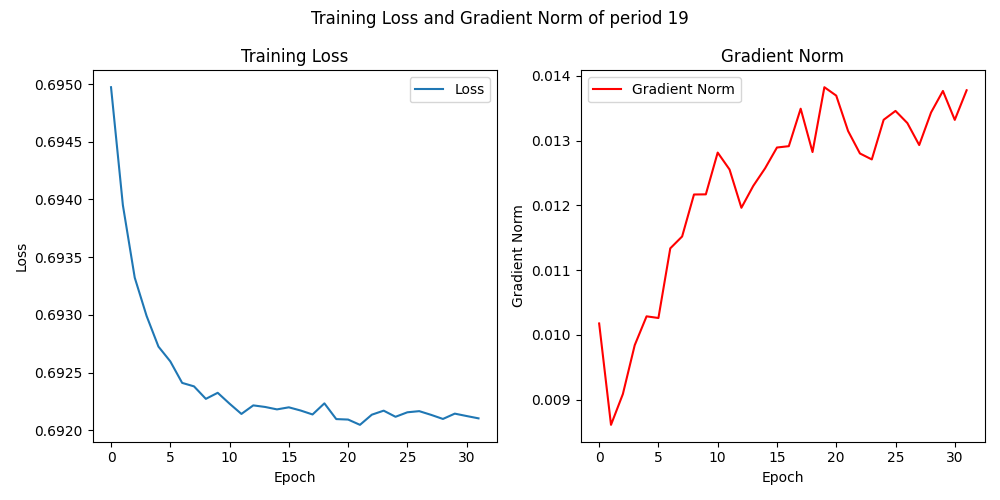 Training Loss and Gradient Norm of period 19
Training Loss
0.6950
0.6945
0.6940
0.6935
0.6930
0.6925
0.6920
Loss
Loss
0 5 10 15 20 25 30
Epoch
Gradient Norm
0.014
0.013
0.012
0.011
0.010
0.009
Gradient Norm
Gradient Norm
0 5 10 15 20 25 30
Epoch